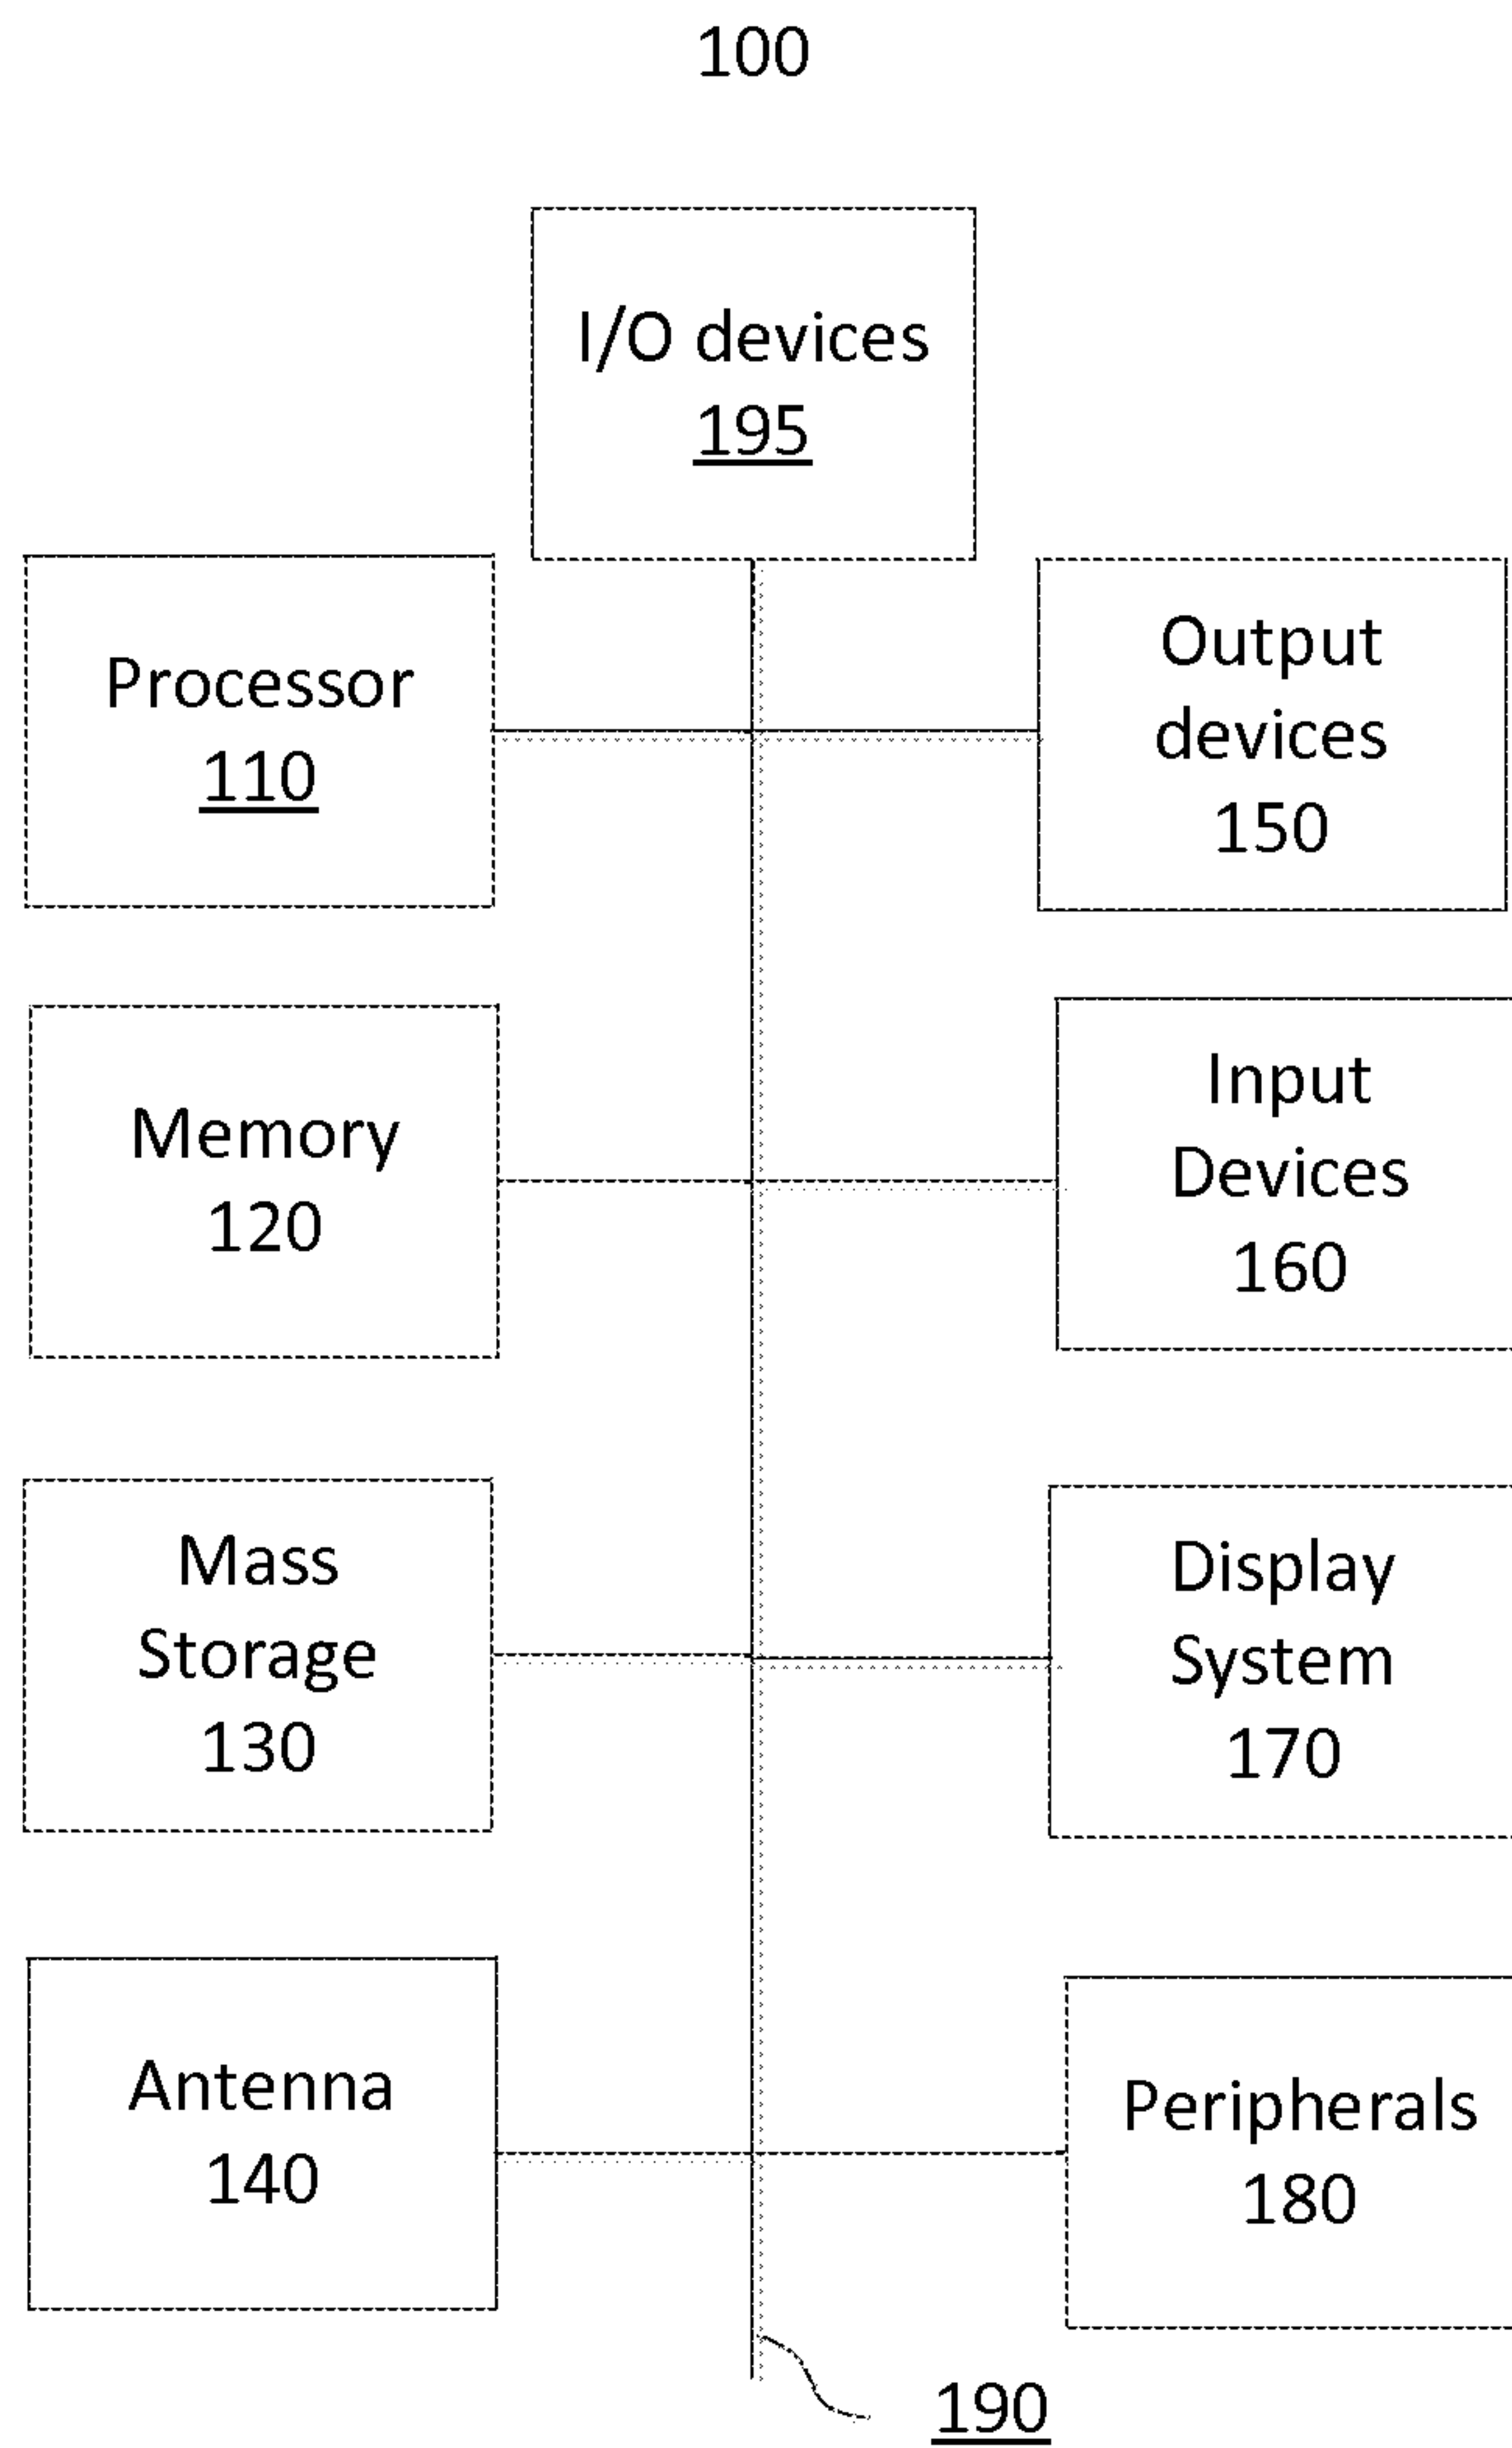 100
I/O devices
195
Processor
110
Output
devices
150
Memory
120
Input
Devices
160
Mass
Storage
130
Display
System
170
Antenna
140
Peripherals
180
190